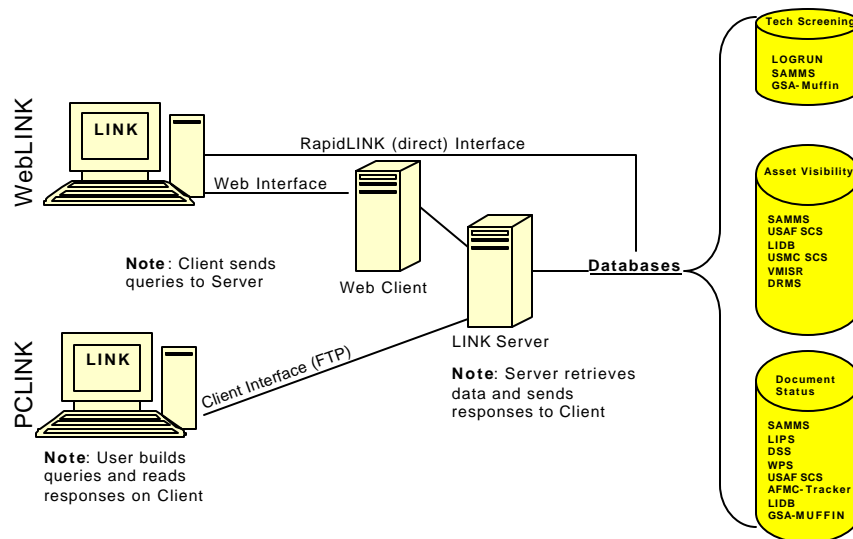 WebLINK
LINK
RapidLINK (direct) Interface
Web Interface
Note: Client sends
queries to Server
Web Client
LINK Server
Note: Server retrieves
data and sends
responses to Client
Databases
PCLINK
LINK
Client Interface (FTP)
Note: User builds
queries and reads
responses on Client
Tech Screening
LOGRUN
SAMMS
GSA-Muffin
Asset Visibility
SAMMS
USAF SCS
LIDB
USMC SCS
VMISR
DRMS
Document
Status
SAMMS
LIPS
DSS
WPS
USAF SCS
AFMC-Tracker
LIDB
GSA-MUFFIN